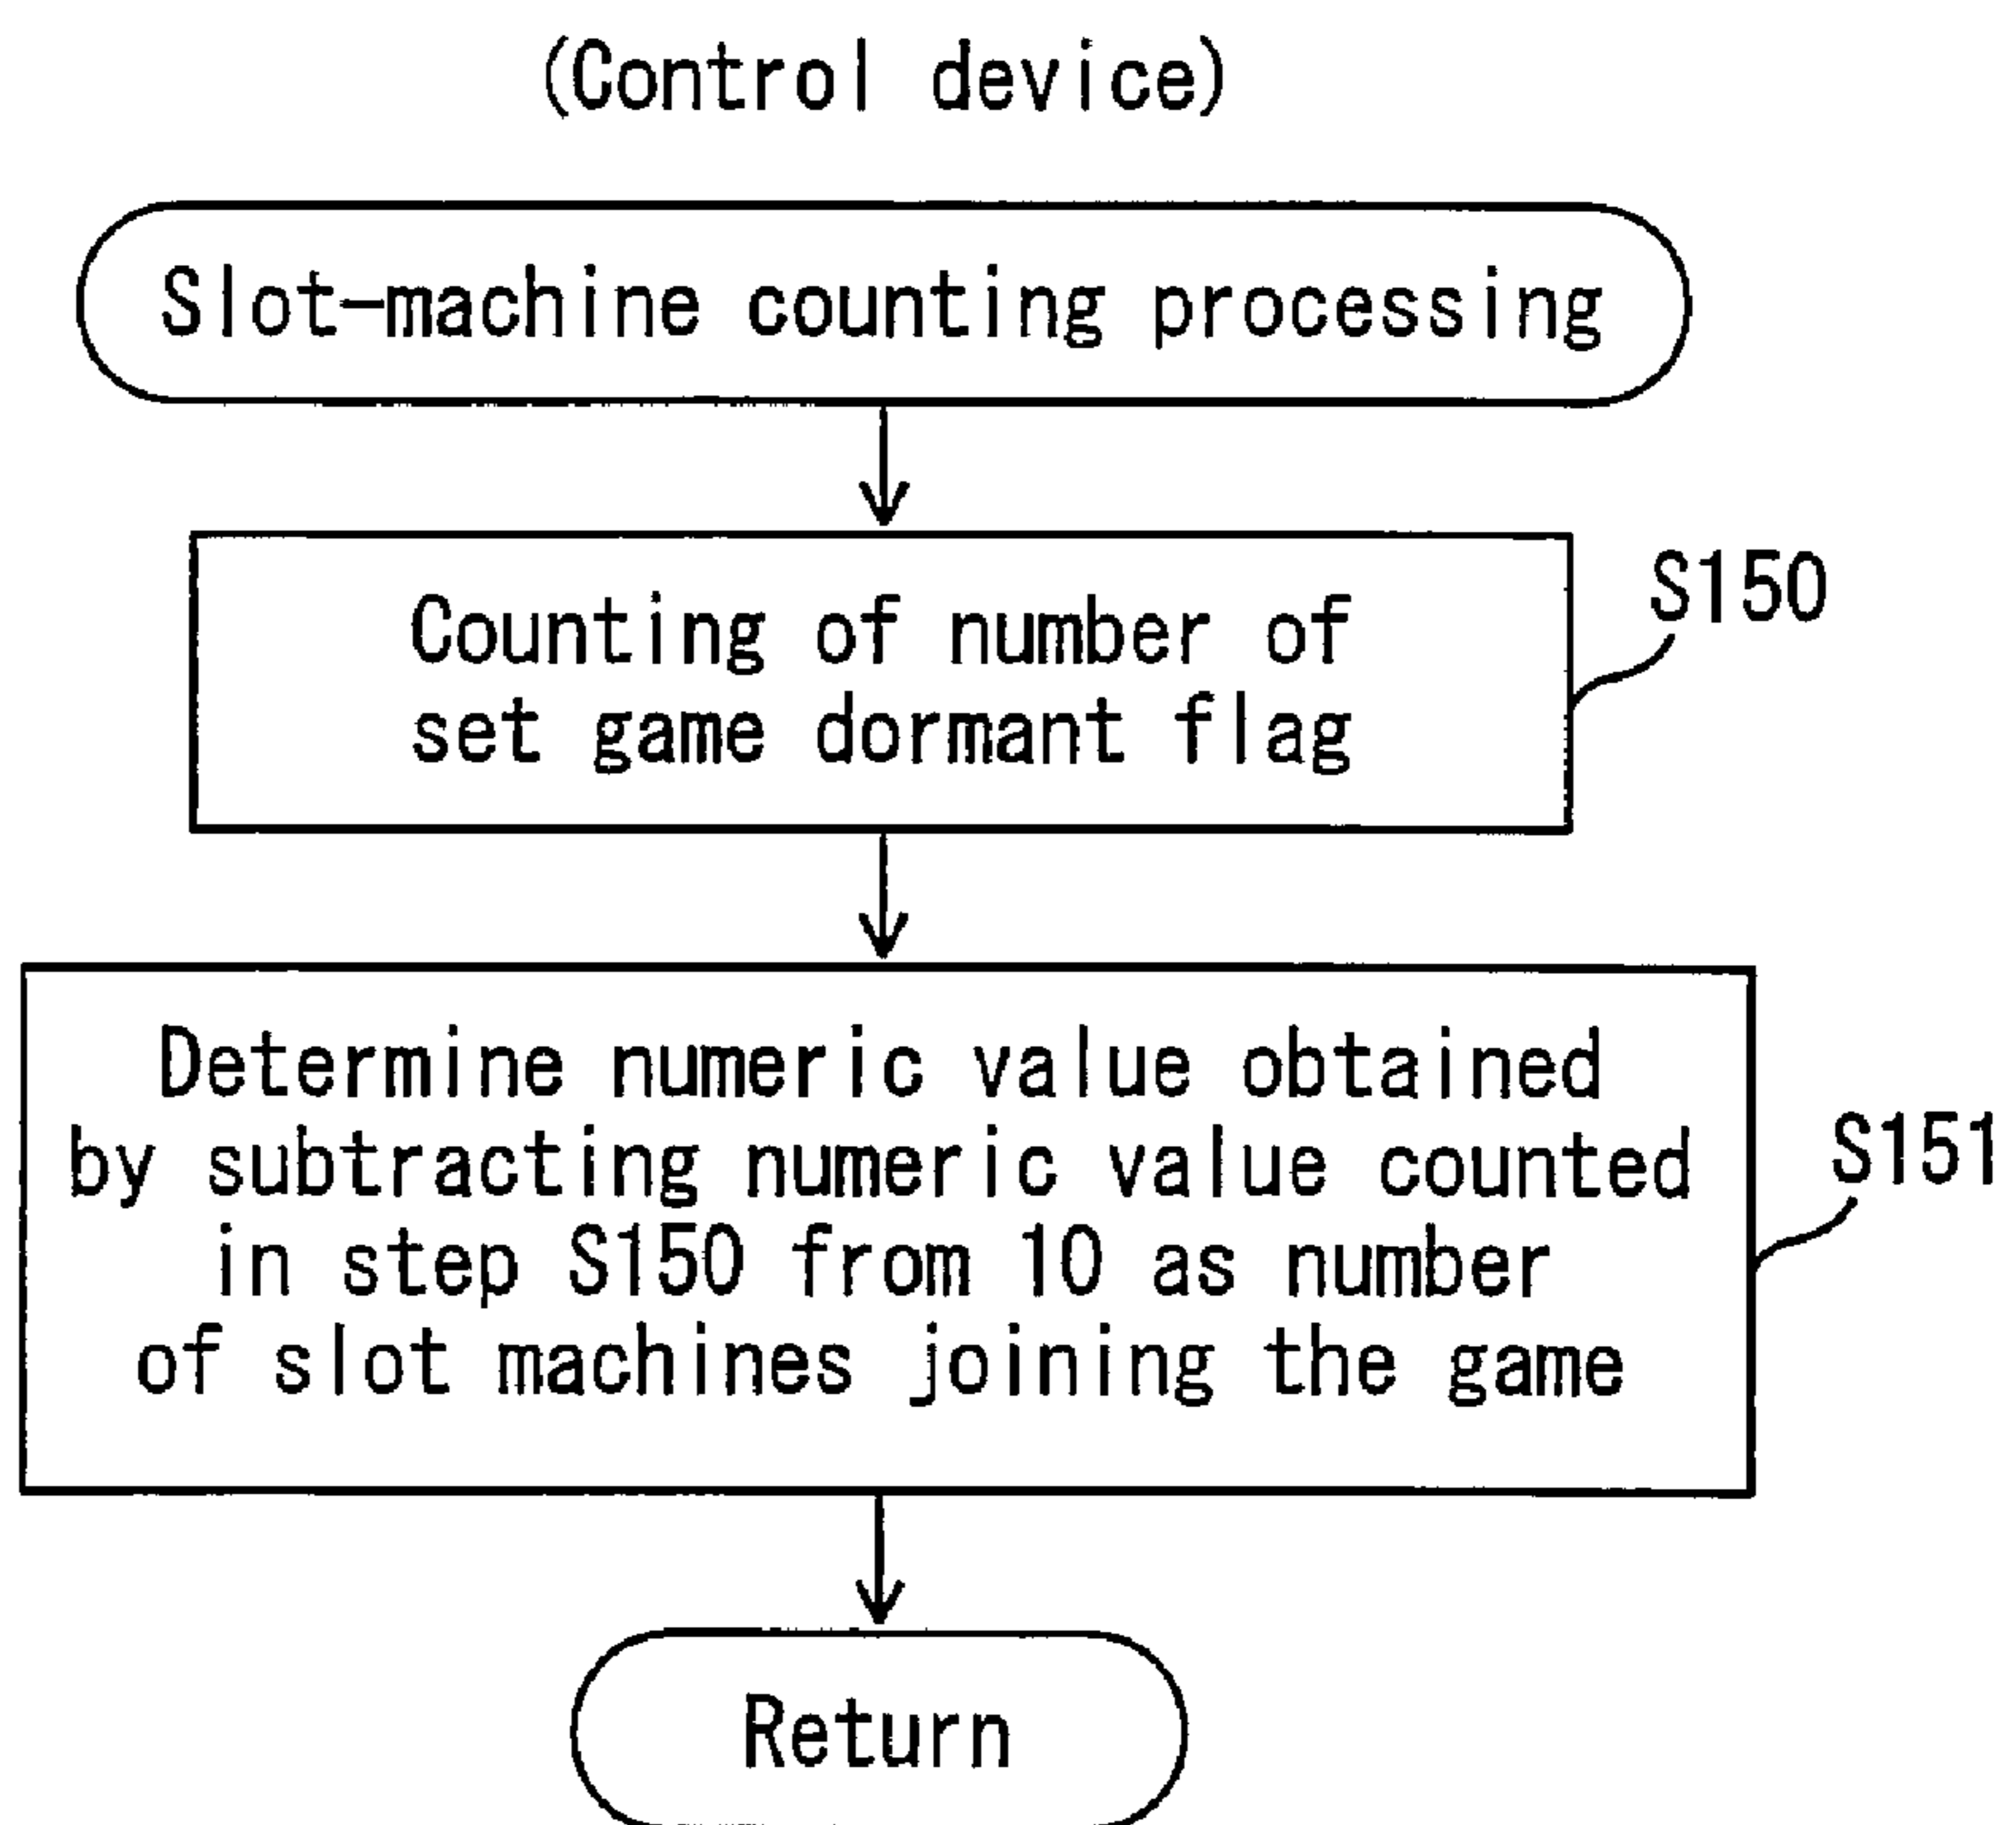 (Control device)
Slot-machine counting processing
Counting of number of
set game dormant flag
S150
Determine numeric value obtained
by subtracting numeric value counted
in step S150 from 10 as number
of slot machines joining the game
S151
Return